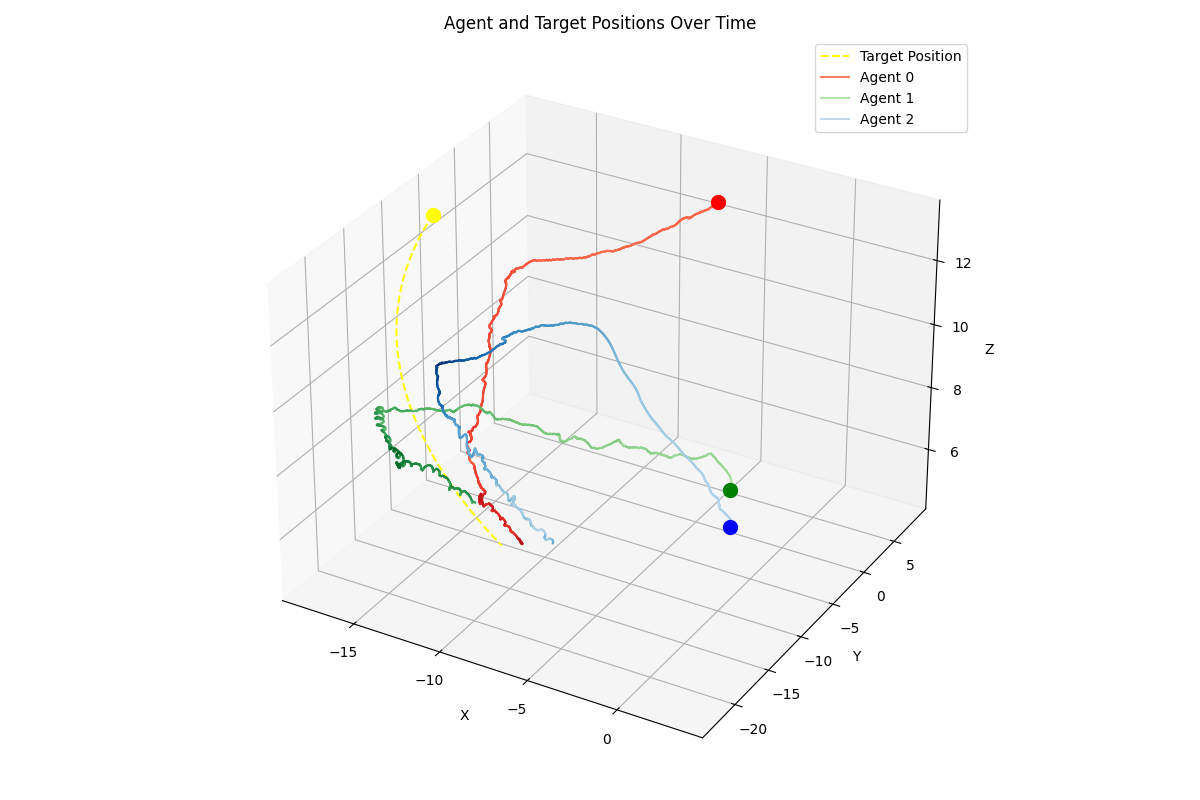 Agent and Target Positions Over Time
Target Position
Agent 0
Agent 1
Agent 2
12
10
8
6
Z
5
0
−5
−10
−15
−20
Y
−15
−10
−5
0
X